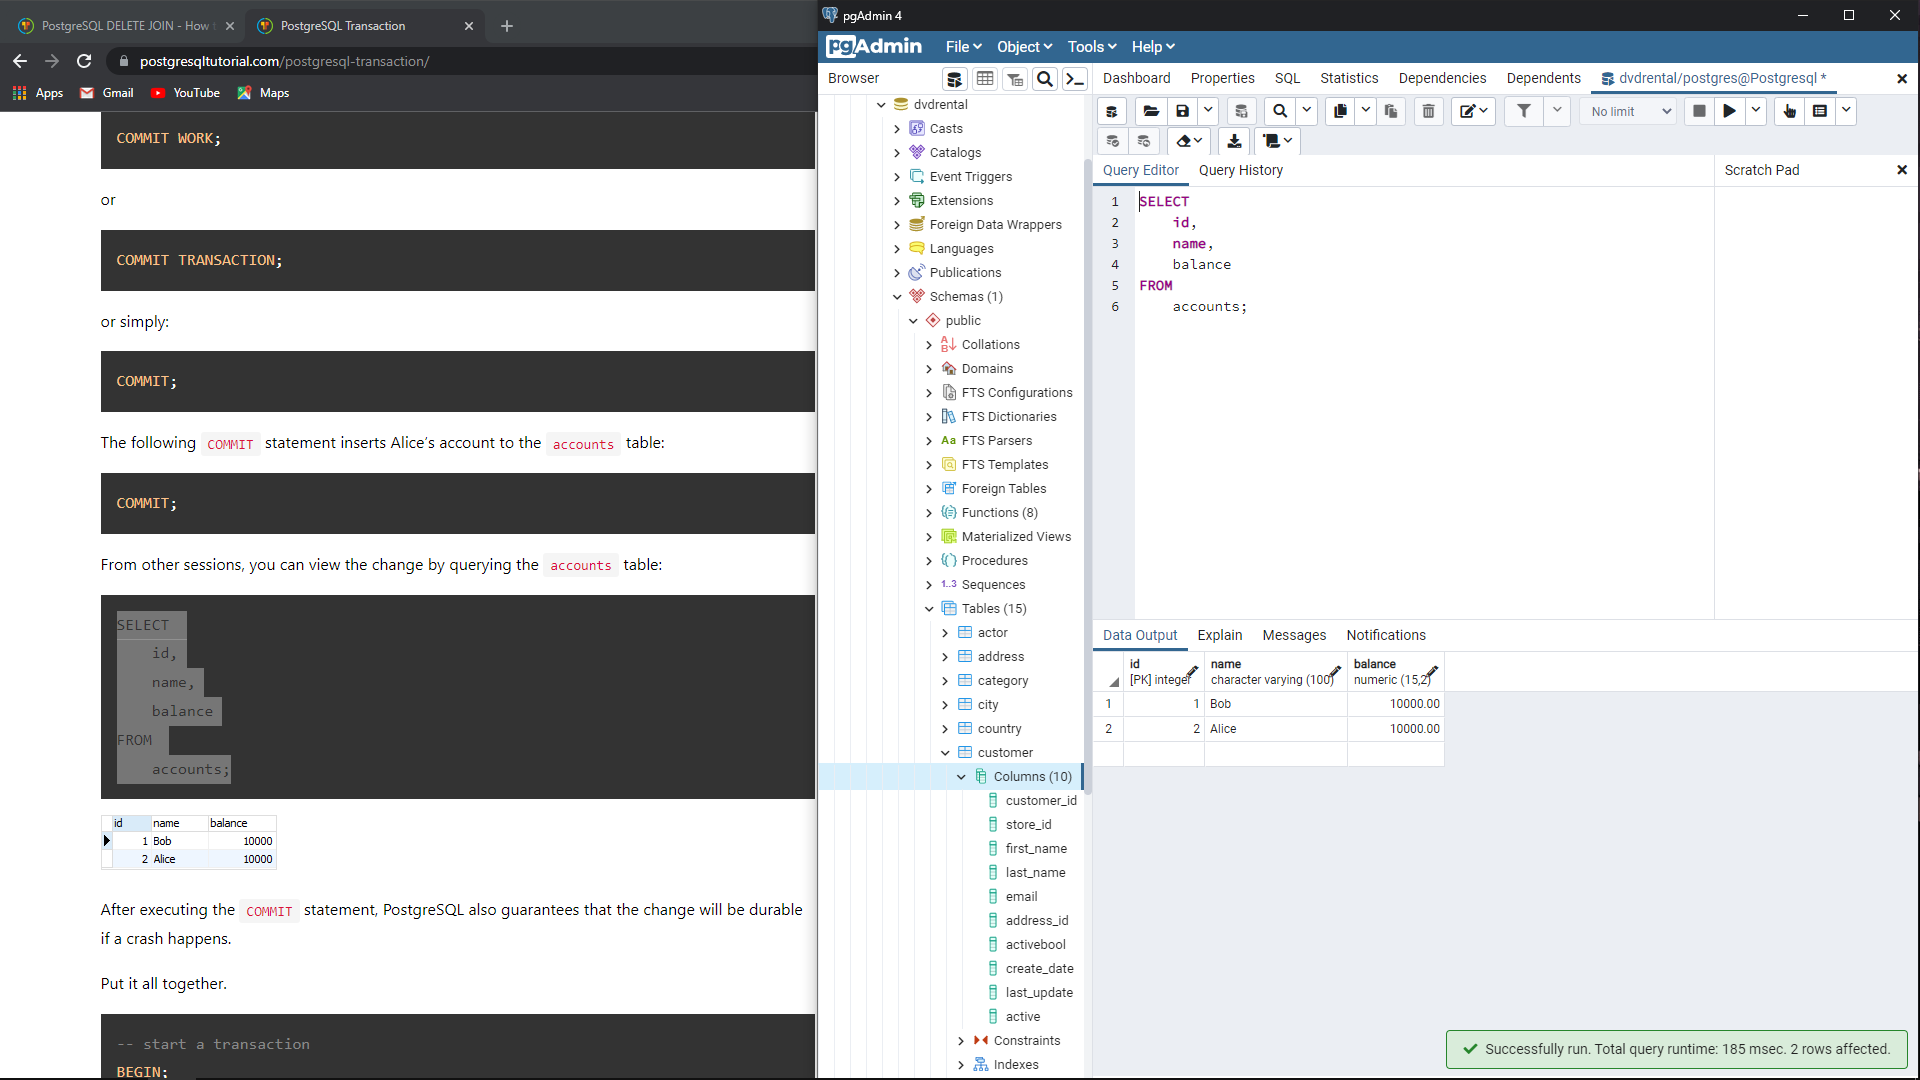 PostgreSQL DELETE JOIN - How
PostgreSQL Transaction
postgresqltutorial.com/postgresql-transaction/
Apps
Gmail
YouTube
Maps
COMMIT WORK;
or
COMMIT TRANSACTION;
or simply:
COMMIT;
The following COMMIT statement inserts Alice’s account to the accounts table:
COMMIT;
From other sessions, you can view the change by querying the accounts table:
SELECT
id,
name,
balance
FROM
accounts;
id name balance
1 Bob 10000
2 Alice 10000
After executing the COMMIT statement, PostgreSQL also guarantees that the change will be durable
if a crash happens.
Put it all together.
-- start a transaction
BEGIN;
pgAdmin 4
pgAdmin
File
Object
Tools
Help
Browser
dvdrental
Casts
Catalogs
Event Triggers
Extensions
Foreign Data Wrappers
Languages
Publications
Schemas (1)
public
Collations
Domains
FTS Configurations
FTS Dictionaries
Aa FTS Parsers
FTS Templates
Foreign Tables
Functions (8)
Materialized Views
Procedures
1..3 Sequences
Tables (15)
actor
address
category
city
country
customer
Columns (10)
customer_id
store_id
first_name
last_name
email
address_id
activebool
create_date
last_update
active
Constraints
Indexes
Dashboard
Properties
SQL
Statistics
Dependencies
Dependents
dvdrental/postgres@Postgresql *
No limit
Query Editor
Query History
Scratch Pad
1 SELECT
2 id,
3 name,
4 balance
5 FROM
6 accounts;
Data Output
Explain
Messages
Notifications
id name balance
[PK] integer character varying (100) numeric (15,2)
1 1 Bob 10000.00
2 2 Alice 10000.00
Successfully run. Total query runtime: 185 msec. 2 rows affected.